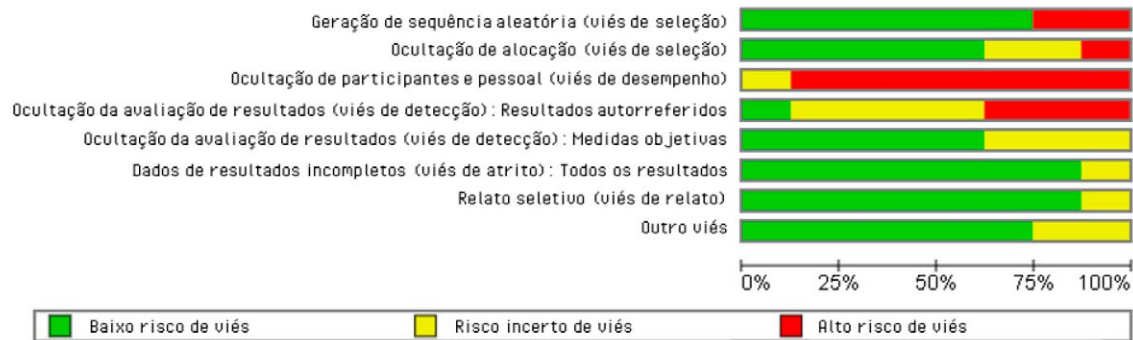 Geração de sequência aleatória (viés de seleção)
Ocultação de alocação (viés de seleção)
Ocultação de participantes e pessoal (viés de desempenho)
Ocultação da avaliação de resultados (viés de detecção): Resultados autorreferidos
Ocultação da avaliação de resultados (viés de detecção): Medidas objetivas
Dados de resultados incompletos (viés de atrito): Todos os resultados
Relato seletivo (viés de relato)
Outro viés
0% 25% 50% 75% 100%
Baixo risco de viés Risco incerto de viés Alto risco de viés